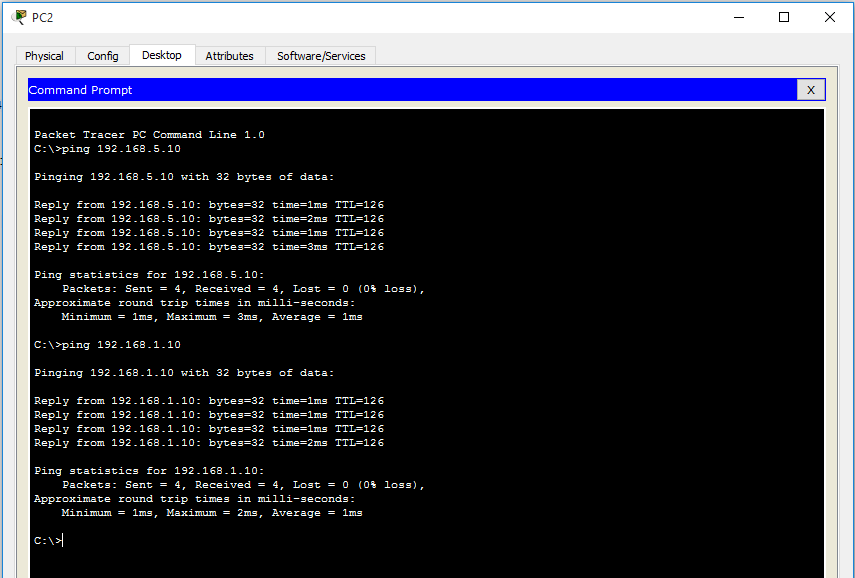 PC2
Physical Config Desktop Attributes Software/Services
Command Prompt X
Packet Tracer PC Command Line 1.0
C:\>ping 192.168.5.10
Pinging 192.168.5.10 with 32 bytes of data:
Reply from 192.168.5.10: bytes=32 time=1ms TTL=126
Reply from 192.168.5.10: bytes=32 time=2ms TTL=126
Reply from 192.168.5.10: bytes=32 time=1ms TTL=126
Reply from 192.168.5.10: bytes=32 time=3ms TTL=126
Ping statistics for 192.168.5.10:
    Packets: Sent = 4, Received = 4, Lost = 0 (0% loss),
Approximate round trip times in milli-seconds:
    Minimum = 1ms, Maximum = 3ms, Average = 1ms
C:\>ping 192.168.1.10
Pinging 192.168.1.10 with 32 bytes of data:
Reply from 192.168.1.10: bytes=32 time=1ms TTL=126
Reply from 192.168.1.10: bytes=32 time=1ms TTL=126
Reply from 192.168.1.10: bytes=32 time=1ms TTL=126
Reply from 192.168.1.10: bytes=32 time=2ms TTL=126
Ping statistics for 192.168.1.10:
    Packets: Sent = 4, Received = 4, Lost = 0 (0% loss),
Approximate round trip times in milli-seconds:
    Minimum = 1ms, Maximum = 2ms, Average = 1ms
C:\>